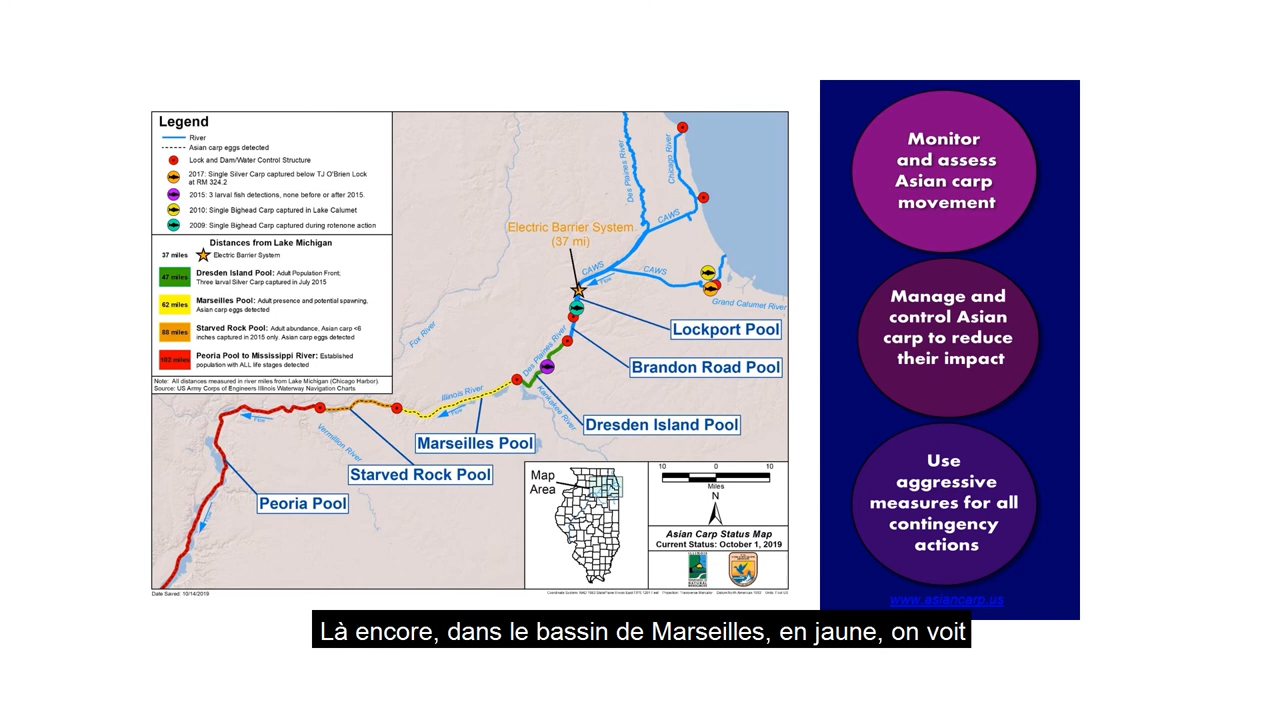 Legend
River
Asian carp eggs detected
Lock and Dam/Water Control Structure
2017: Single Silver Carp captured below TJ O'Brien Lock
at RM 324.2
2015: 3 larval fish detections, none before or after 2015.
2010: Single Bighead Carp captured in Lake Calumet
2009: Single Bighead Carp captured during rotenone action
Distances from Lake Michigan
37 miles
Electric Barrier System
47 miles
Dresden Island Pool: Adult Population Front;
Three larval Silver Carp captured in July 2015
62 miles
Marseilles Pool: Adult presence and potential spawning,
Asian carp eggs detected
88 miles
Starved Rock Pool: Adult abundance, Asian carp <6
inches captured in 2015 only. Asian carp eggs detected
102 miles
Peoria Pool to Mississippi River: Established
population with ALL life stages detected
Note: All distances measured in river miles from Lake Michigan (Chicago Harbor).
Source: US Army Corps of Engineers Illinois Waterway Navigation Charts
Des Plaines River
Chicago River
CAWS
Electric Barrier System
(37 mi)
CAWS
CAWS
Flow
Grand Calumet River
Lockport Pool
Fox River
Des Plaines River
Brandon Road Pool
Illinois River
Flow
Kankakee River
Dresden Island Pool
Marseilles Pool
Flow
Vermillion River
Starved Rock Pool
Peoria Pool
Flow
Map
Area
10 0 10
Miles
N
Asian Carp Status Map
Current Status: October 1, 2019
Date Saved: 10/14/2019
Monitor
and assess
Asian carp
movement
Manage and
control Asian
carp to reduce
their impact
Use
aggressive
measures for all
contingency
actions
www.asiancarp.us
Là encore, dans le bassin de Marseilles, en jaune, on voit